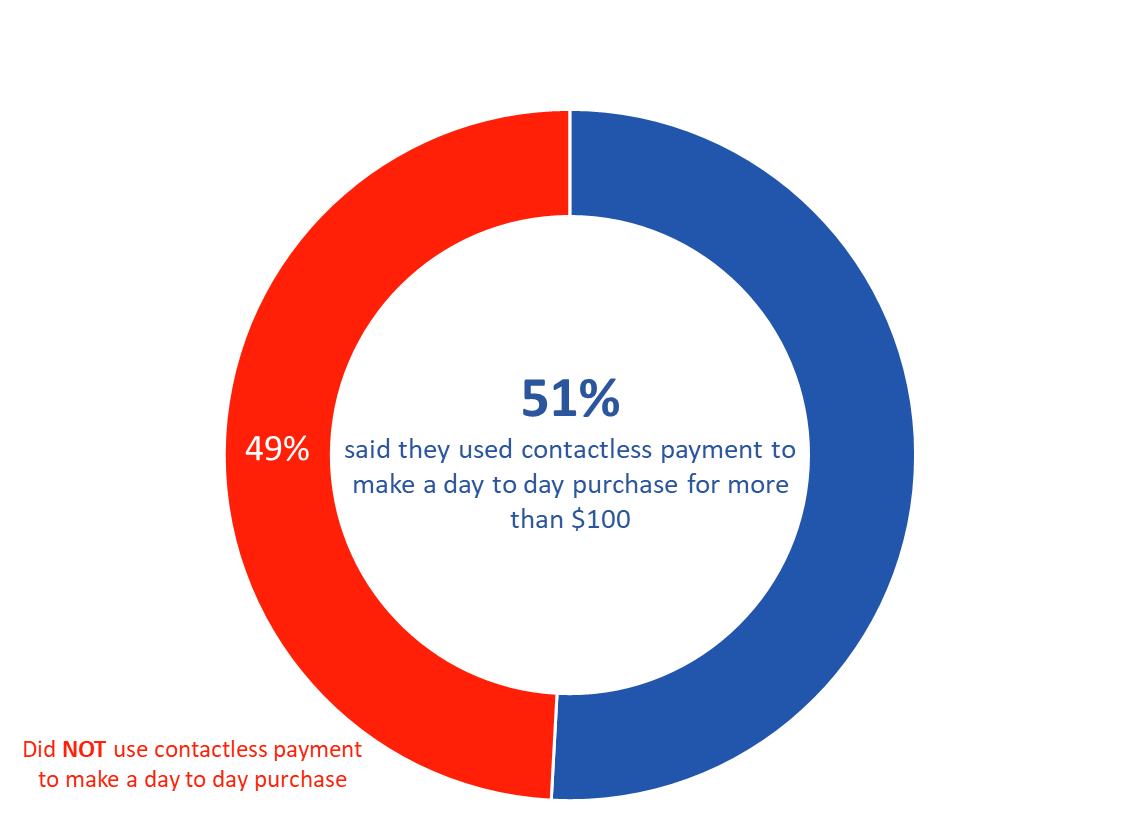 51%
said they used contactless payment to
make a day to day purchase for more
than $100
49%
Did NOT use contactless payment
to make a day to day purchase